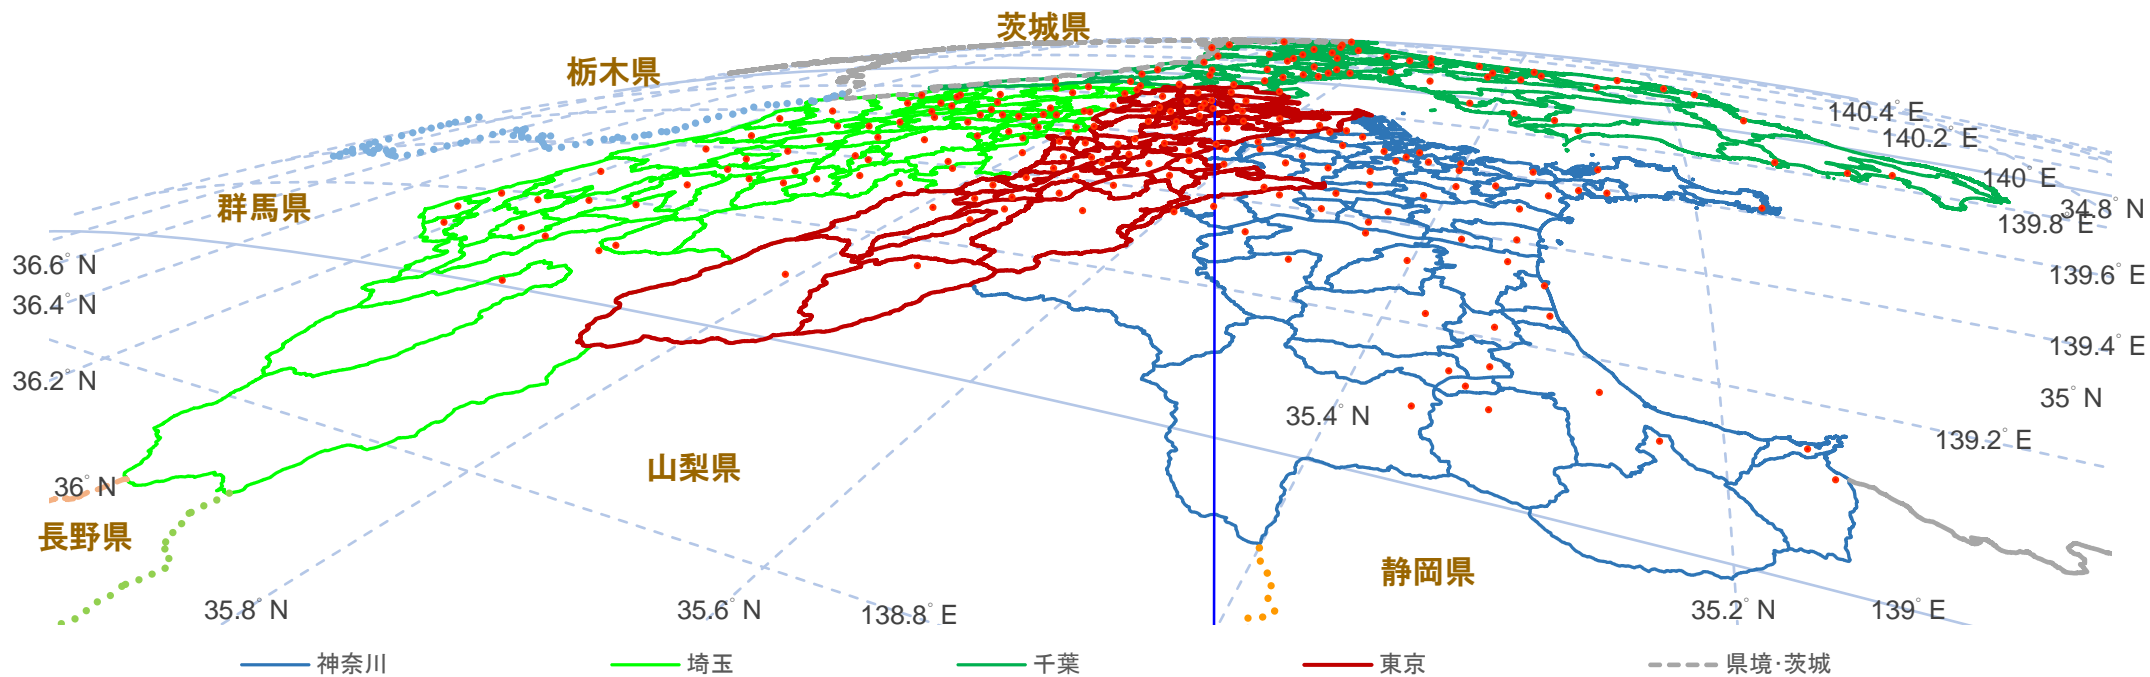 茨城県
栃木県
140.4° E
140.2° E
140° E
群馬県
34.8° N
139.8° E
36.6° N
139.6° E
36.4° N
139.4° E
36.2° N
35° N
35.4° N
139.2° E
山梨県
36° N
長野県
静岡県
35.8° N
35.6° N
138.8° E
35.2° N
139° E
神奈川
埼玉
千葉
東京
県境·茨城